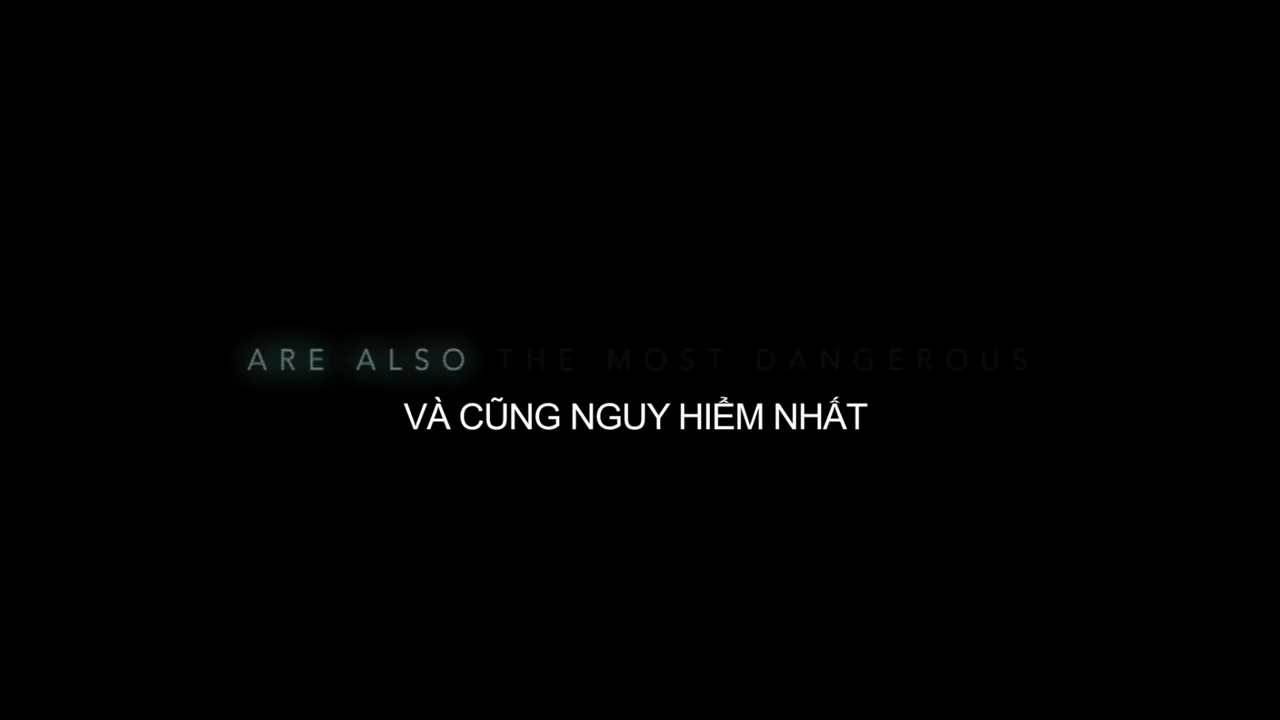 ARE ALSO THE MOST DANGEROUS
VÀ CŨNG NGUY HIỂM NHẤT